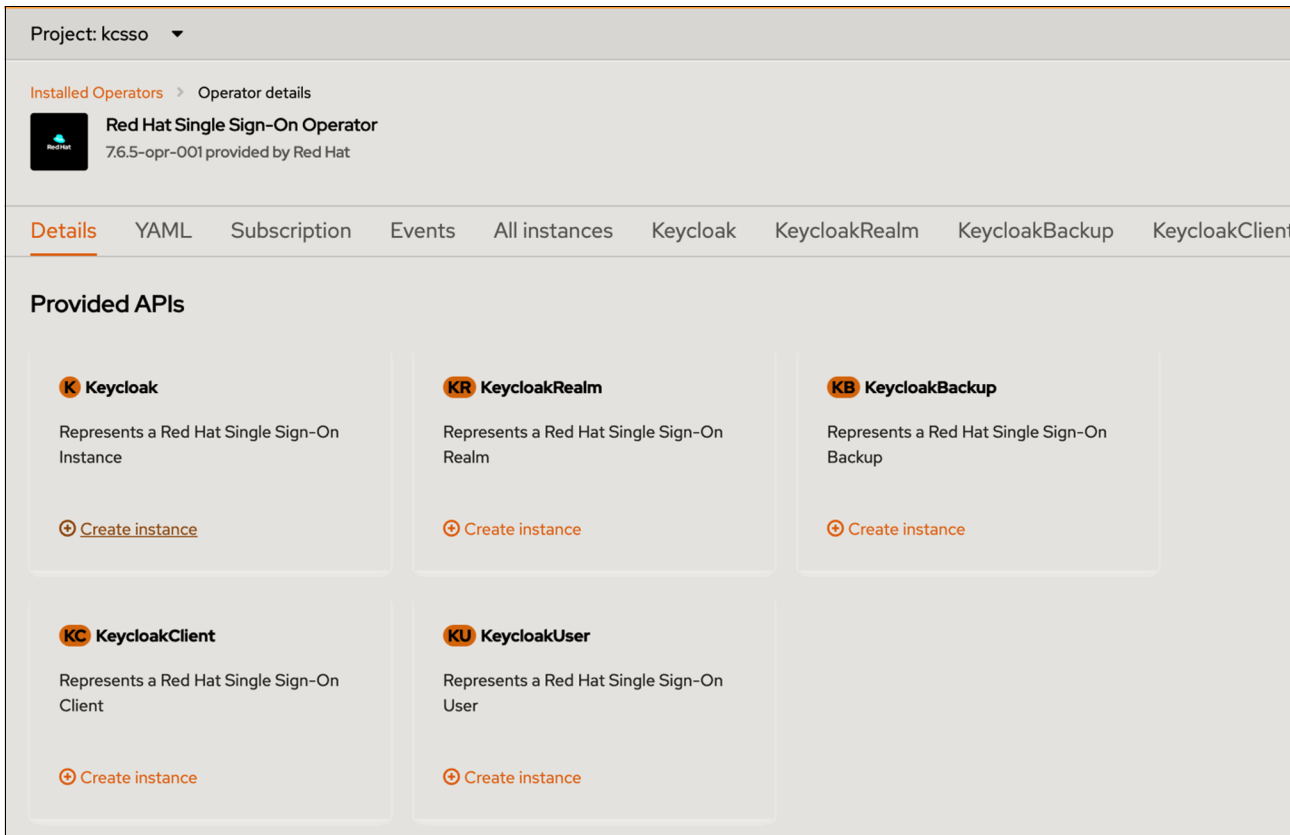 Project: kcsso
Installed Operators > Operator details
Red Hat
Red Hat Single Sign-On Operator
7.6.5-opr-001 provided by Red Hat
Details YAML Subscription Events All instances Keycloak KeycloakRealm KeycloakBackup KeycloakClient
Provided APIs
K Keycloak
Represents a Red Hat Single Sign-On
Instance
Create instance
KR KeycloakRealm
Represents a Red Hat Single Sign-On
Realm
Create instance
KB KeycloakBackup
Represents a Red Hat Single Sign-On
Backup
Create instance
KC KeycloakClient
Represents a Red Hat Single Sign-On
Client
Create instance
KU KeycloakUser
Represents a Red Hat Single Sign-On
User
Create instance